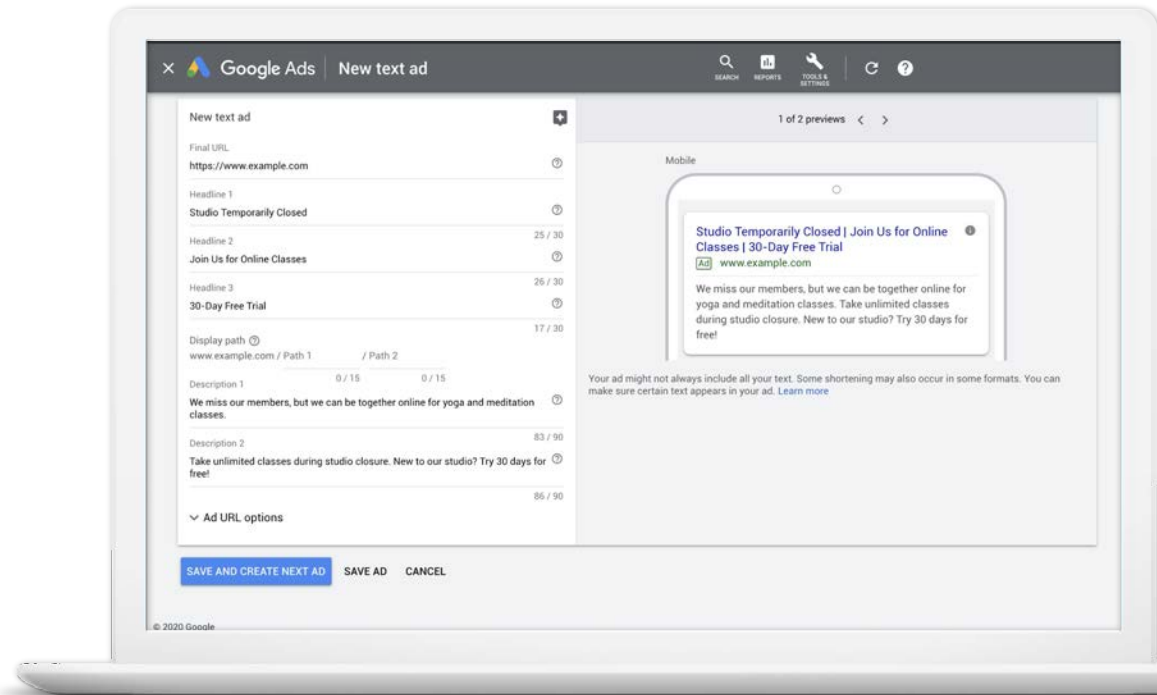 Google Ads
New text ad
SEARCH
REPORTS
TOOLS &
SETTINGS
New text ad
Final URL
https://www.example.com
Headline 1
Studio Temporarily Closed
25 / 30
Headline 2
Join Us for Online Classes
26 / 30
Headline 3
30-Day Free Trial
17 / 30
Display path
www.example.com / Path 1 / Path 2
0 / 15 0 / 15
Description 1
We miss our members, but we can be together online for yoga and meditation
classes.
83 / 90
Description 2
Take unlimited classes during studio closure. New to our studio? Try 30 days for
free!
86 / 90
Ad URL options
SAVE AND CREATE NEXT AD SAVE AD CANCEL
© 2020 Google
1 of 2 previews
Mobile
Studio Temporarily Closed | Join Us for Online
Classes | 30-Day Free Trial
Ad www.example.com
We miss our members, but we can be together online for
yoga and meditation classes. Take unlimited classes
during studio closure. New to our studio? Try 30 days for
free!
Your ad might not always include all your text. Some shortening may also occur in some formats. You can
make sure certain text appears in your ad. Learn more